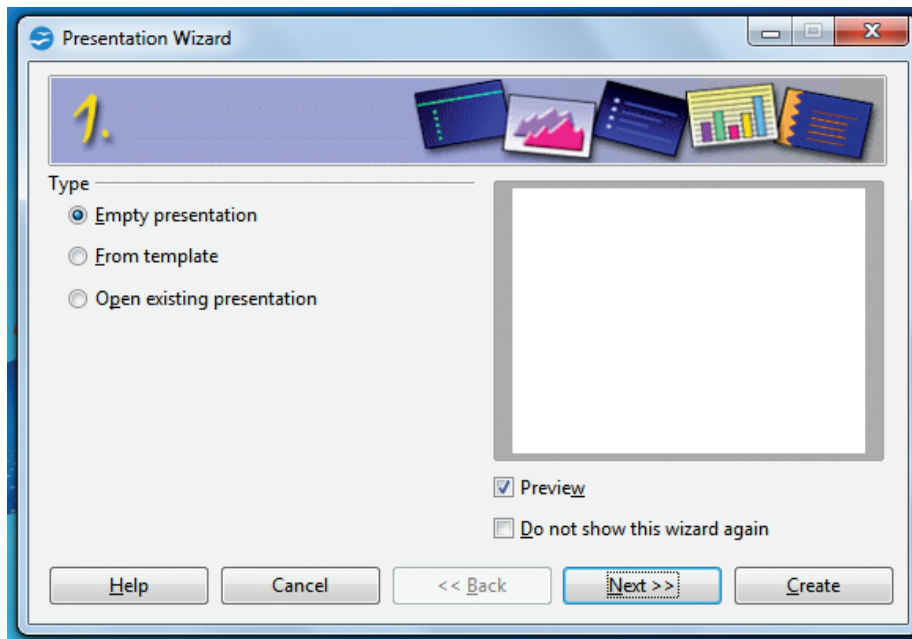 Presentation Wizard
1.
Type
Empty presentation
From template
Open existing presentation
Preview
Do not show this wizard again
Help Cancel << Back Next >> Create